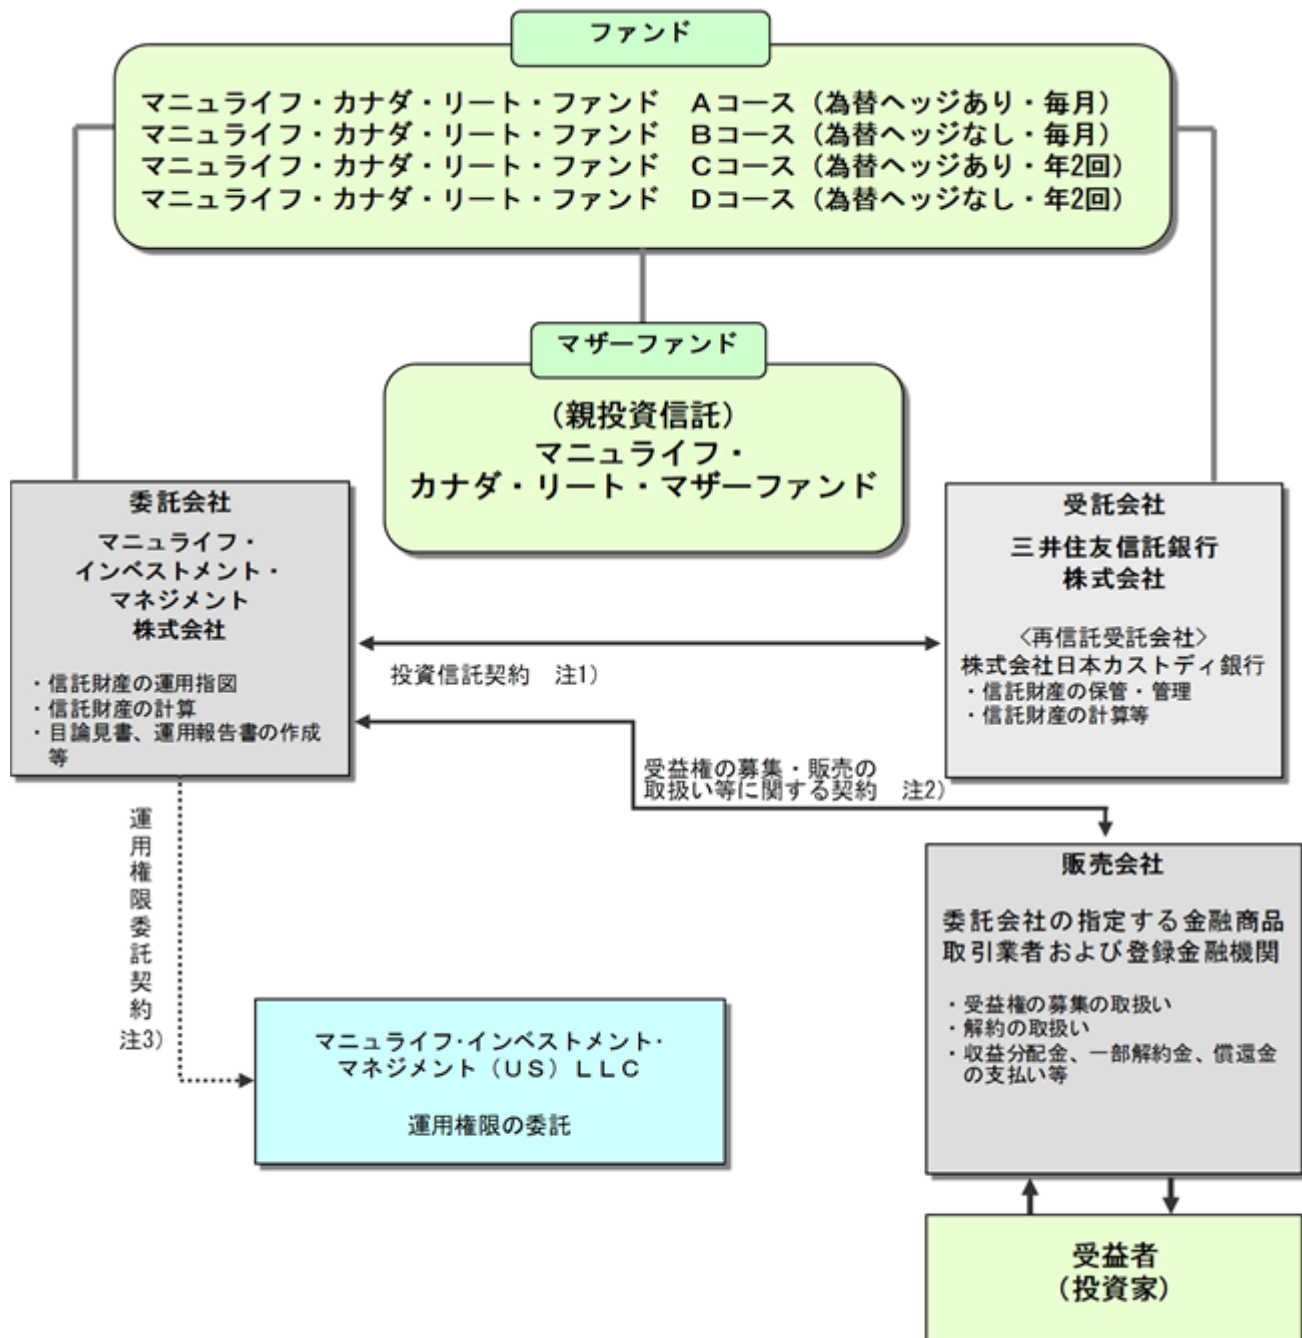 ファンド
マニュライフ・カナダ・リート・ファンド　Ａコース（為替ヘッジあり・毎月）
マニュライフ・カナダ・リート・ファンド　Ｂコース（為替ヘッジなし・毎月）
マニュライフ・カナダ・リート・ファンド　Ｃコース（為替ヘッジあり・年2回）
マニュライフ・カナダ・リート・ファンド　Ｄコース（為替ヘッジなし・年2回）
マザーファンド
（親投資信託）
マニュライフ・
カナダ・リート・マザーファンド
委託会社
マニュライフ・
インベストメント・
マネジメント
株式会社
・信託財産の運用指図
・信託財産の計算
・目論見書、運用報告書の作成
等
受託会社
三井住友信託銀行
株式会社
〈再信託受託会社〉
株式会社日本カストディ銀行
・信託財産の保管・管理
・信託財産の計算等
投資信託契約　注1）
受益権の募集・販売の
取扱い等に関する契約　注2）
運用権限委託契約
注3）
販売会社
委託会社の指定する金融商品
取引業者および登録金融機関
・受益権の募集の取扱い
・解約の取扱い
・収益分配金、一部解約金、償還金
の支払い等
マニュライフ・インベストメント・
マネジメント（ＵＳ）ＬＬＣ
運用権限の委託
受益者
（投資家）